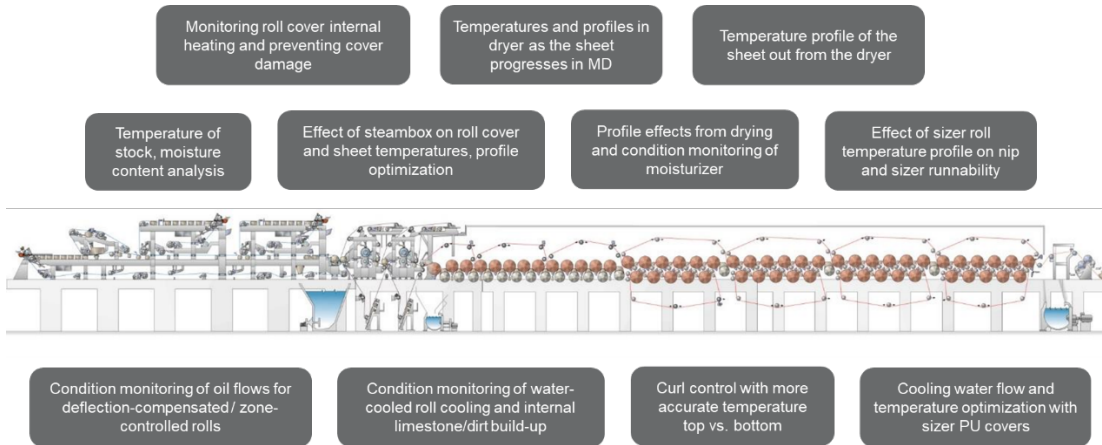 Monitoring roll cover internal
heating and preventing cover
damage
Temperatures and profiles in
dryer as the sheet
progresses in MD
Temperature profile of the
sheet out from the dryer
Temperature of
stock, moisture
content analysis
Effect of steambox on roll cover
and sheet temperatures, profile
optimization
Profile effects from drying
and condition monitoring of
moisturizer
Effect of sizer roll
temperature profile on nip
and sizer runnability
Condition monitoring of oil flows for
deflection-compensated / zone-
controlled rolls
Condition monitoring of water-
cooled roll cooling and internal
limestone/dirt build-up
Curl control with more
accurate temperature
top vs. bottom
Cooling water flow and
temperature optimization with
sizer PU covers